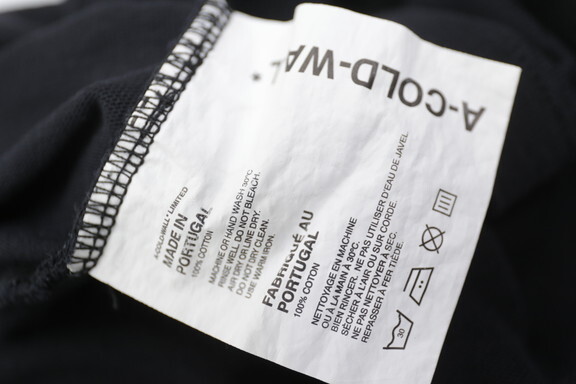 A-COLD-WALL*
A-COLD-WALL* LIMITED
MADE IN
PORTUGAL
100% COTTON
MACHINE OR HAND WASH 30°C
RINSE WELL. DO NOT BLEACH.
AIR DRY OR LINE DRY.
DO NOT DRY CLEAN.
USE WARM IRON.
FABRIQUÉ AU
PORTUGAL
100% COTON
NETTOYAGE EN MACHINE
OU À LA MAIN À 30ºC.
BIEN RINCER. NE PAS UTILISER D'EAU DE JAVEL
SÉCHER À L'AIR OU SUR CORDE.
NE PAS NETTOYER À SEC.
REPASSER À FER TIÈDE.
30